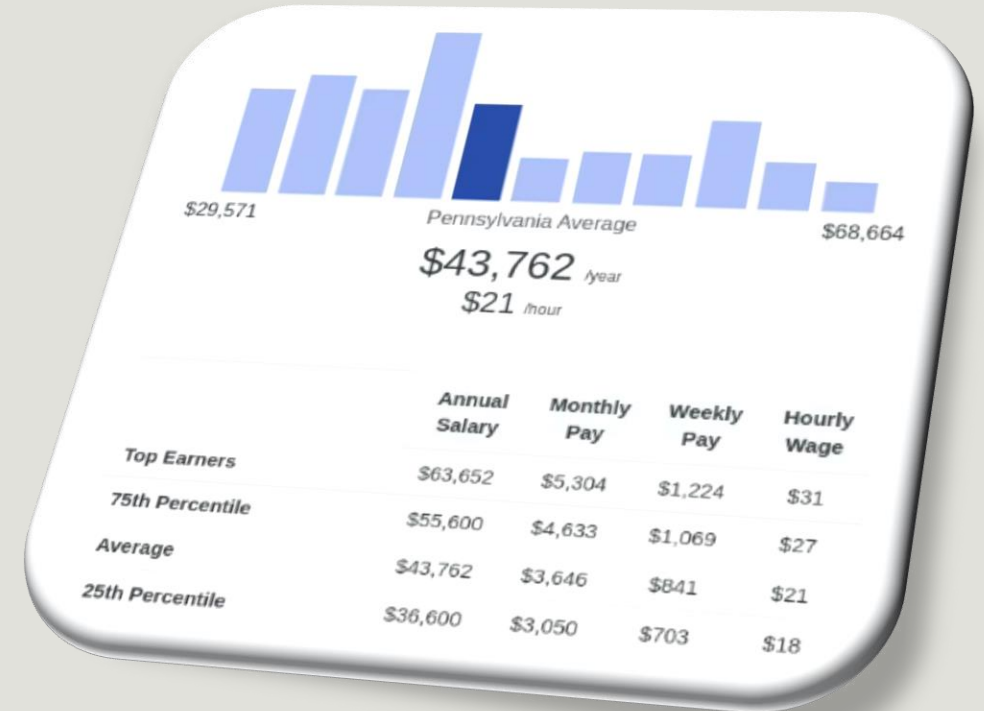 $29,571
$68,664
Pennsylvania Average
$43,762 /year
$21 /hour
Annual Salary Monthly Pay Weekly Pay Hourly Wage
Top Earners $63,652 $5,304 $1,224 $31
75th Percentile $55,600 $4,633 $1,069 $27
Average $43,762 $3,646 $841 $21
25th Percentile $36,600 $3,050 $703 $18